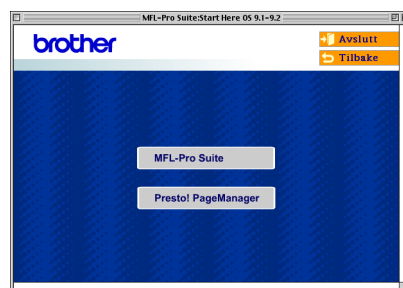 MFL-Pro Suite:Start Here OS 9.1-9.2
brother
Avslutt
Tilbake
MFL-Pro Suite
Presto! PageManager